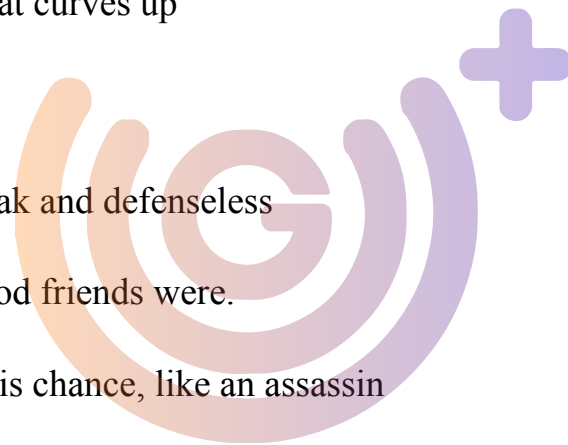 at curves up
ak and defenseless
od friends were.
is chance, like an assassin